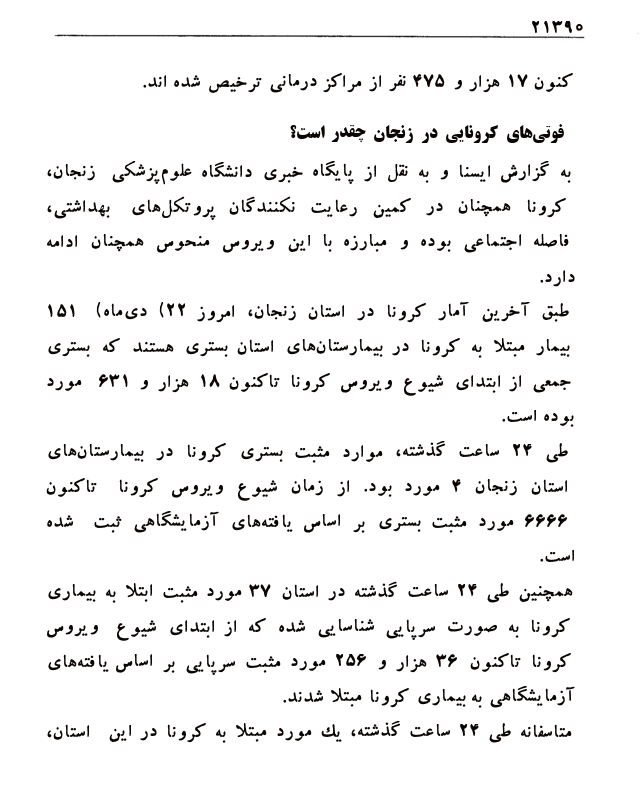 ۲۱۳۹۰
کنون ۱۷ هزار و ۴۷۵ نفر از مراکز درمانی ترخیص شده اند.
فوتی‌های کرونایی در زنجان چقدر است؟
به گزارش ایسنا و به نقل از پایگاه خبری دانشگاه علوم‌پزشکی زنجان،
کرونا همچنان در کمین رعایت نکنندگان پروتکل‌های بهداشتی،
فاصله اجتماعی بوده و مبارزه با این ویروس منحوس همچنان ادامه
دارد.
طبق آخرین آمار کرونا در استان زنجان، امروز ۲۲) دی‌ماه) ۱۵۱
بیمار مبتلا به کرونا در بیمارستان‌های استان بستری هستند که بستری
جمعی از ابتدای شیوع ویروس کرونا تاکنون ۱۸ هزار و ۶۳۱ مورد
بوده است.
طی ۲۴ ساعت گذشته، موارد مثبت بستری کرونا در بیمارستان‌های
استان زنجان ۴ مورد بود. از زمان شیوع ویروس کرونا تاکنون
۶۶۶۶ مورد مثبت بستری بر اساس یافته‌های آزمایشگاهی ثبت شده
است.
همچنین طی ۲۴ ساعت گذشته در استان ۳۷ مورد مثبت ابتلا به بیماری
کرونا به صورت سرپایی شناسایی شده که از ابتدای شیوع ویروس
کرونا تاکنون ۳۶ هزار و ۲۵۶ مورد مثبت سرپایی بر اساس یافته‌های
آزمایشگاهی به بیماری کرونا مبتلا شدند.
متاسفانه طی ۲۴ ساعت گذشته، یك مورد مبتلا به کرونا در این استان،